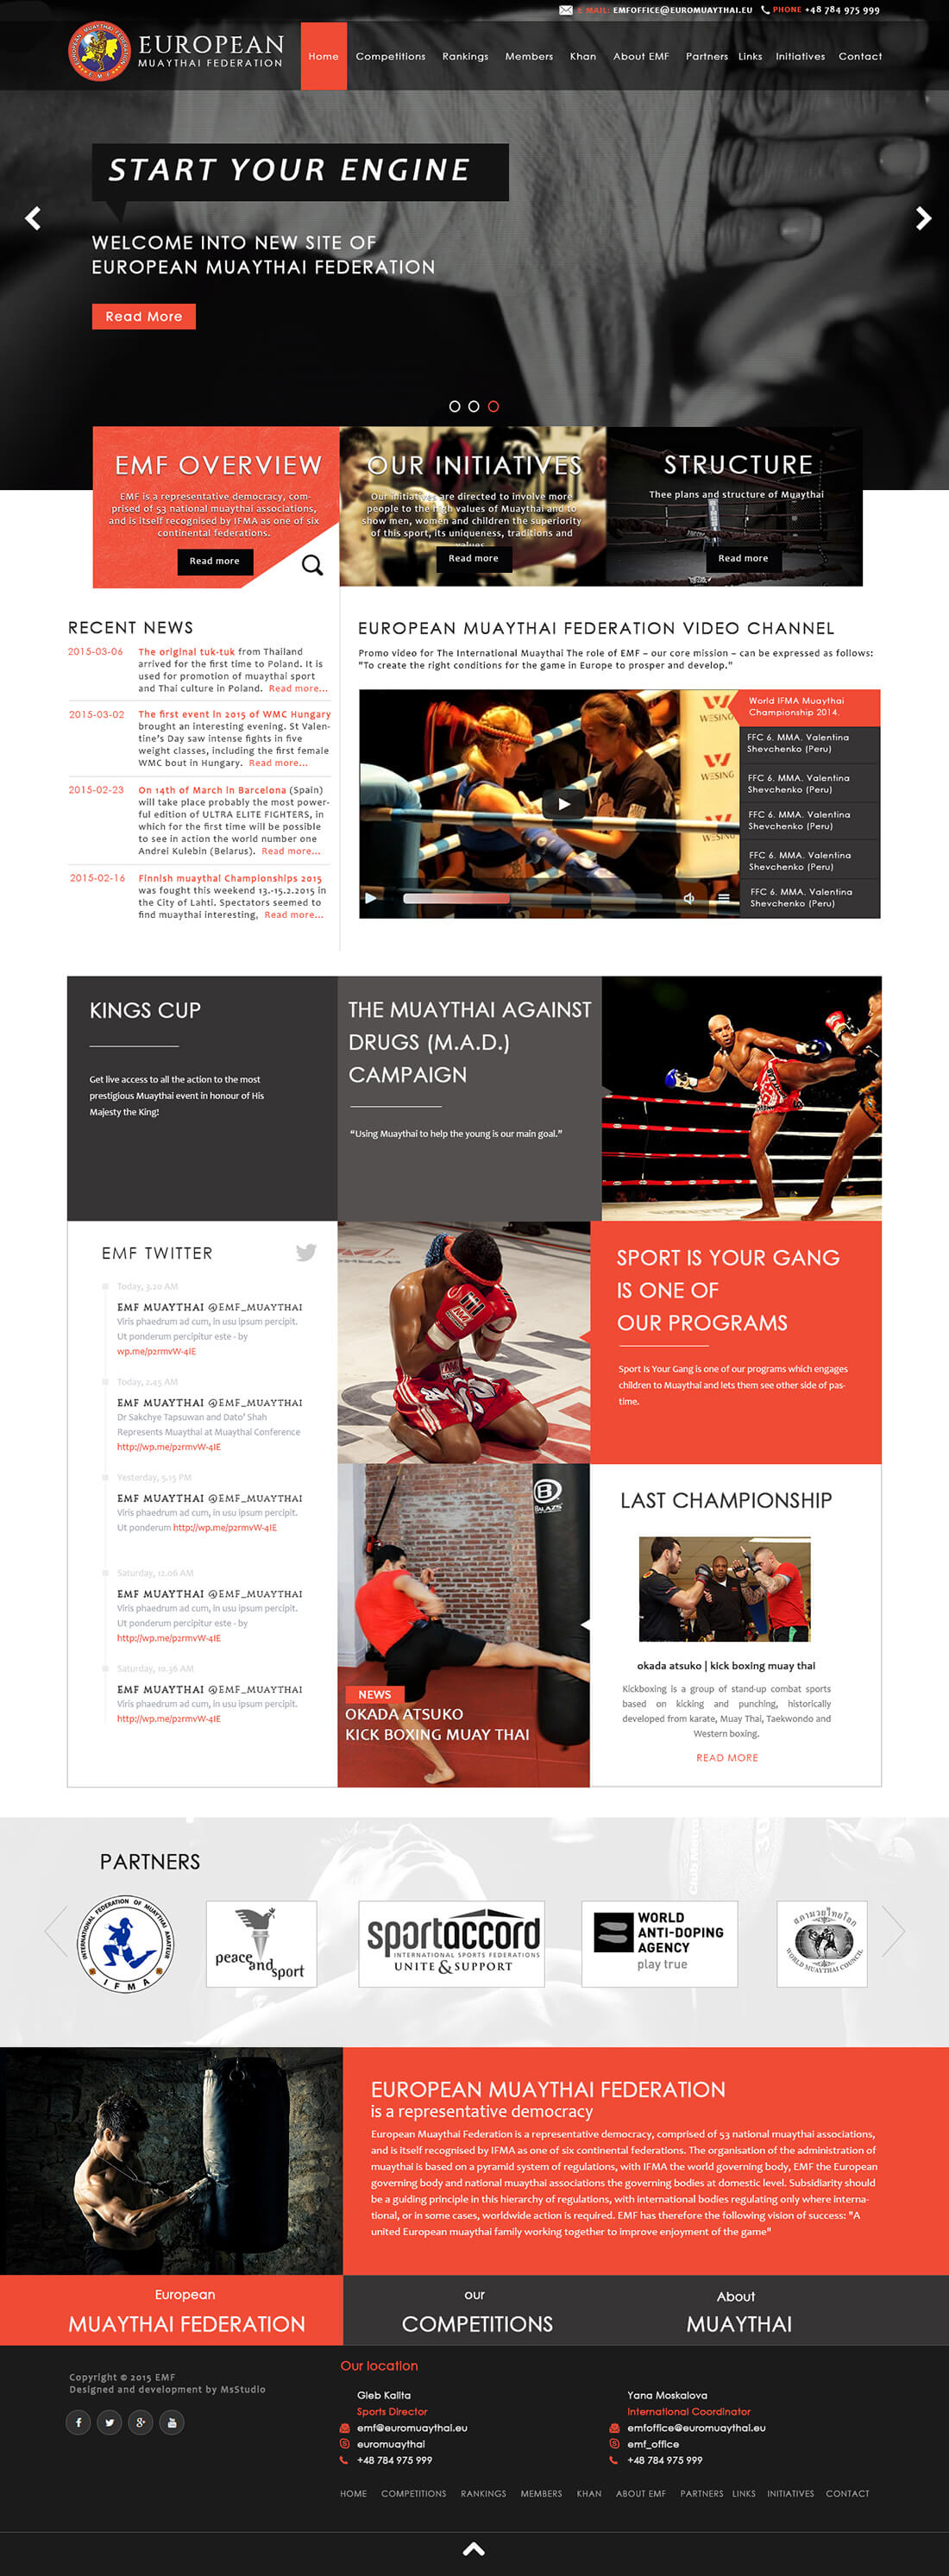 E-MAIL: EMFOFFICE@EUROMUAYTHAI.EU PHONE +48 784 975 999
EUROPEAN
MUAYTHAI FEDERATION
Home Competitions Rankings Members Khan About EMF Partners Links Initiatives Contact
START YOUR ENGINE
WELCOME INTO NEW SITE OF
EUROPEAN MUAYTHAI FEDERATION
Read More
EMF OVERVIEW
EMF is a representative democracy, com-
prised of 53 national muaythai associations,
and is itself recognised by IFMA as one of six
continental federations.
Read more
OUR INITIATIVES
Our initiatives are directed to involve more
people to the high values of Muaythai and to
show men, women and children the superiority
of this sport, its uniqueness, traditions and
values
Read more
STRUCTURE
Thee plans and structure of Muaythai
Read more
RECENT NEWS
2015-03-06 The original tuk-tuk from Thailand
arrived for the first time to Poland. It is
used for promotion of muaythai sport
and Thai culture in Poland. Read more...
2015-03-02 The first event in 2015 of WMC Hungary
brought an interesting evening. St Valen-
tine's Day saw intense fights in five
weight classes, including the first female
WMC bout in Hungary. Read more...
2015-02-23 On 14th of March in Barcelona (Spain)
will take place probably the most power-
ful edition of ULTRA ELITE FIGHTERS, in
which for the first time will be possible
to see in action the world number one
Andrei Kulebin (Belarus). Read more...
2015-02-16 Finnish muaythai Championships 2015
was fought this weekend 13.-15.2.2015 in
the City of Lahti. Spectators seemed to
find muaythai interesting, Read more...
EUROPEAN MUAYTHAI FEDERATION VIDEO CHANNEL
Promo video for The International Muaythai The role of EMF – our core mission – can be expressed as follows:
"To create the right conditions for the game in Europe to prosper and develop."
WESING
WESING
WESING
World IFMA Muaythai
Championship 2014.
FFC 6. MMA. Valentina
Shevchenko (Peru)
FFC 6. MMA. Valentina
Shevchenko (Peru)
FFC 6. MMA. Valentina
Shevchenko (Peru)
FFC 6. MMA. Valentina
Shevchenko (Peru)
FFC 6. MMA. Valentina
Shevchenko (Peru)
KINGS CUP
Get live access to all the action to the most
prestigious Muaythai event in honour of His
Majesty the King!
THE MUAYTHAI AGAINST
DRUGS (M.A.D.)
CAMPAIGN
“Using Muaythai to help the young is our main goal.”
EMF TWITTER
Today, 3.20 AM
EMF MUAYTHAI @EMF_MUAYTHAI
Viris phaedrum ad cum, in usu ipsum percipit.
Ut ponderum percipitur este - by
wp.me/p2rmvW-4IE
Today, 2.45 AM
EMF MUAYTHAI @EMF_MUAYTHAI
Dr Sakchye Tapsuwan and Dato' Shah
Represents Muaythai at Muaythai Conference
http://wp.me/p2rmvW-4IE
Yesterday, 5.15 PM
EMF MUAYTHAI @EMF_MUAYTHAI
Viris phaedrum ad cum, in usu ipsum percipit.
Ut ponderum http://wp.me/p2rmvW-4IE
Saturday, 12.06 AM
EMF MUAYTHAI @EMF_MUAYTHAI
Viris phaedrum ad cum, in usu ipsum percipit.
Ut ponderum percipitur este - by
http://wp.me/p2rmvW-4IE
Saturday, 10.36 AM
EMF MUAYTHAI @EMF_MUAYTHAI
Viris phaedrum ad cum, in usu ipsum percipit.
http://wp.me/p2rmvW-4IE
SPORT IS YOUR GANG
IS ONE OF
OUR PROGRAMS
Sport Is Your Gang is one of our programs which engages
children to Muaythai and lets them see other side of pas-
time.
B
BALAZS
NEWS
OKADA ATSUKO
KICK BOXING MUAY THAI
LAST CHAMPIONSHIP
okada atsuko | kick boxing muay thai
Kickboxing is a group of stand-up combat sports
based on kicking and punching, historically
developed from karate, Muay Thai, Taekwondo and
Western boxing.
READ MORE
PARTNERS
INTERNATIONAL FEDERATION OF MUAYTHAI AMATEUR
IFMA
peace and sport
sportaccord
INTERNATIONAL SPORTS FEDERATIONS
UNITE & SUPPORT
WORLD
ANTI-DOPING
AGENCY
play true
สภามวยไทยโลก
WORLD MUAYTHAI COUNCIL
EUROPEAN MUAYTHAI FEDERATION
is a representative democracy
European Muaythai Federation is a representative democracy, comprised of 53 national muaythai associations,
and is itself recognised by IFMA as one of six continental federations. The organisation of the administration of
muaythai is based on a pyramid system of regulations, with IFMA the world governing body, EMF the European
governing body and national muaythai associations the governing bodies at domestic level. Subsidiarity should
be a guiding principle in this hierarchy of regulations, with international bodies regulating only where interna-
tional, or in some cases, worldwide action is required. EMF has therefore the following vision of success: "A
united European muaythai family working together to improve enjoyment of the game"
European
MUAYTHAI FEDERATION
our
COMPETITIONS
About
MUAYTHAI
Copyright © 2015 EMF
Designed and development by MsStudio
Our location
Gleb Kalita
Sports Director
emf@euromuaythai.eu
euromuaythai
+48 784 975 999
Yana Moskalova
International Coordinator
emfoffice@euromuaythai.eu
emf_office
+48 784 975 999
HOME COMPETITIONS RANKINGS MEMBERS KHAN ABOUT EMF PARTNERS LINKS INITIATIVES CONTACT